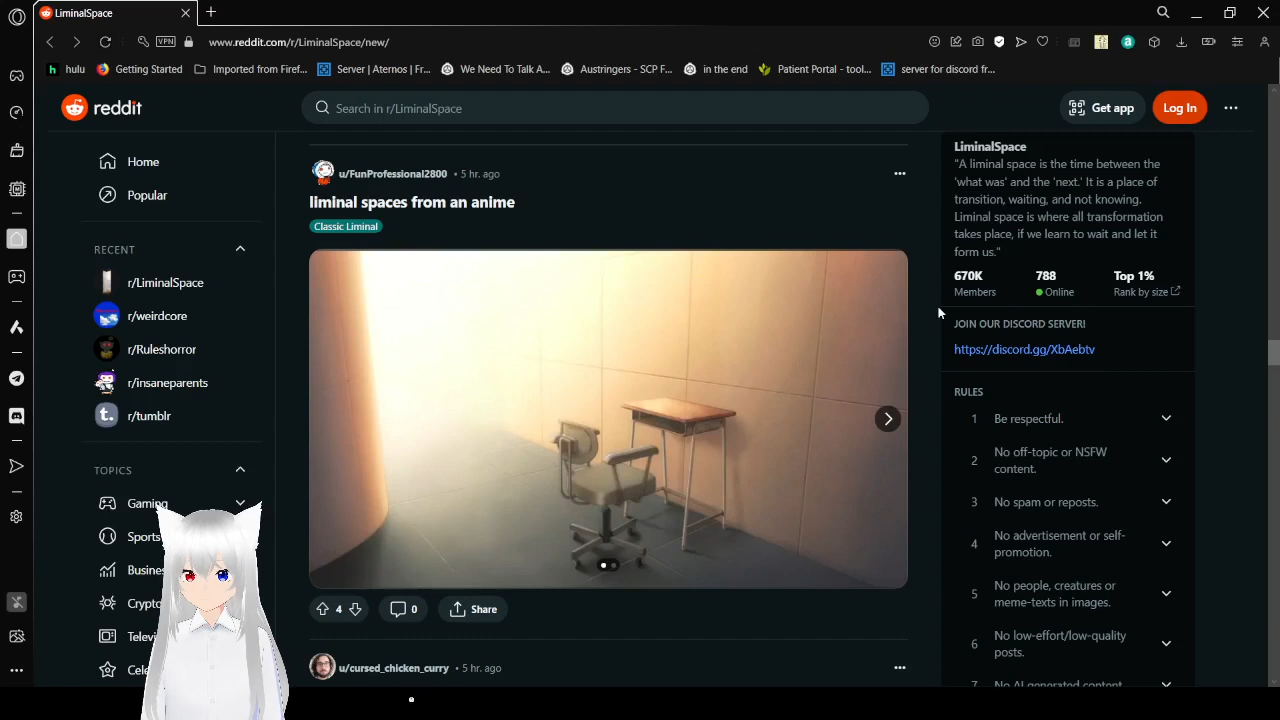 LiminalSpace
VPN
www.reddit.com/r/LiminalSpace/new/
hulu
Getting Started
Imported from Firef...
Server | Aternos | Fr...
We Need To Talk A...
Austringers - SCP F...
in the end
Patient Portal - tool...
server for discord fr...
reddit
Search in r/LiminalSpace
Get app
Log In
Home
Popular
RECENT
r/LiminalSpace
r/weirdcore
r/Ruleshorror
r/insaneparents
r/tumblr
TOPICS
Gaming
Sports
u/FunProfessional2800 • 5 hr. ago
liminal spaces from an anime
Classic Liminal
4
0
Share
u/cursed_chicken_curry • 5 hr. ago
LiminalSpace
"A liminal space is the time between the
'what was' and the 'next.' It is a place of
transition, waiting, and not knowing.
Liminal space is where all transformation
takes place, if we learn to wait and let it
form us."
670K
Members
788
Online
Top 1%
Rank by size
JOIN OUR DISCORD SERVER!
https://discord.gg/XbAebtv
RULES
1 Be respectful.
2 No off-topic or NSFW
content.
3 No spam or reposts.
4 No advertisement or self-
promotion.
5 No people, creatures or
meme-texts in images.
6 No low-effort/low-quality
posts.
7 No AI generated content